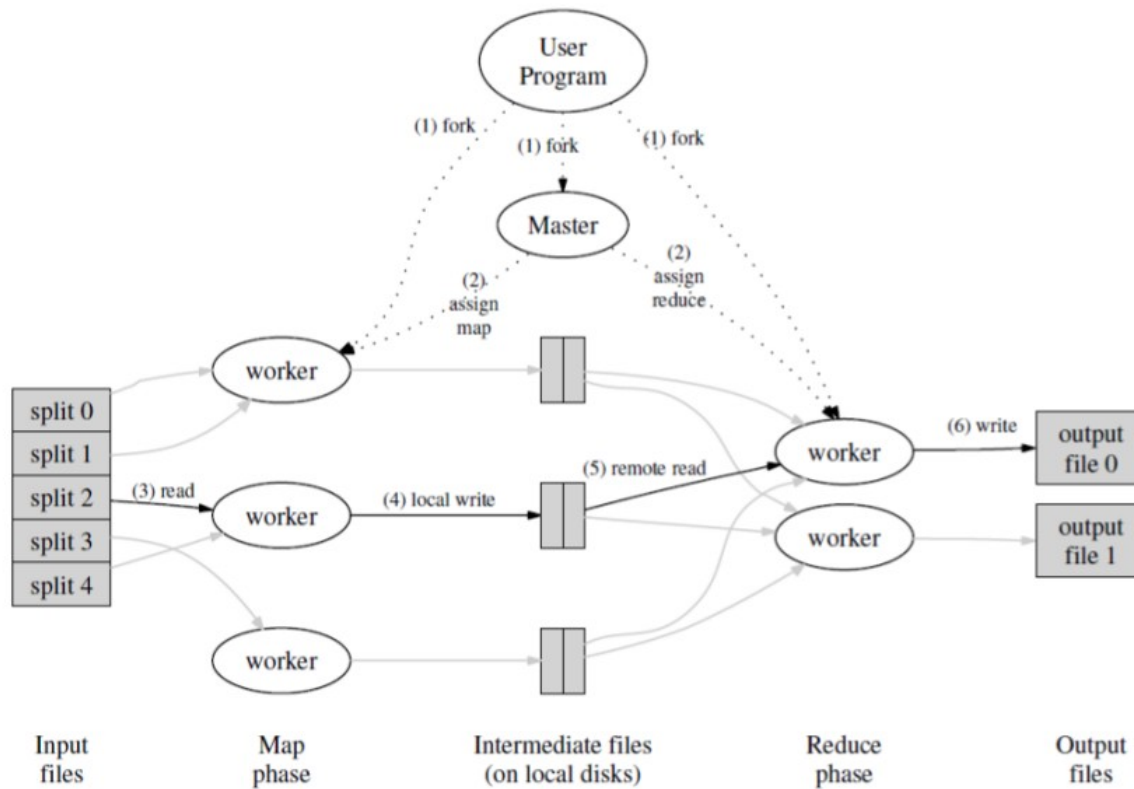 User
Program
(1) fork
(1) fork
(1) fork
Master
(2)
assign
map
(2)
assign
reduce
worker
split 0
split 1
split 2
split 3
split 4
(3) read
worker
(4) local write
(5) remote read
worker
(6) write
output
file 0
worker
output
file 1
worker
Input
files
Map
phase
Intermediate files
(on local disks)
Reduce
phase
Output
files